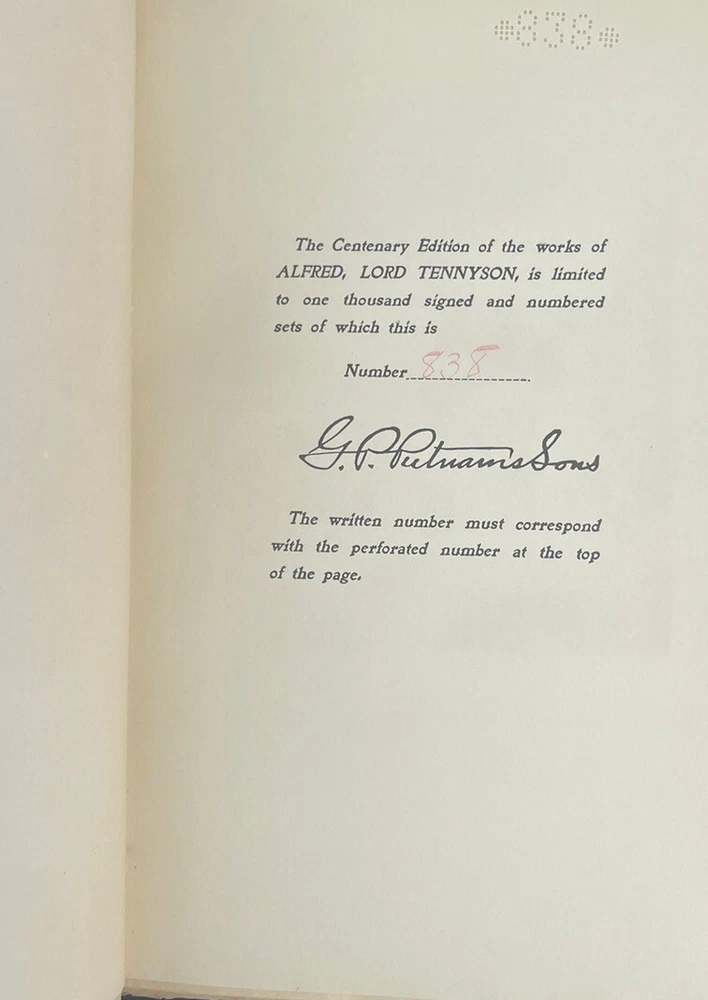 838
The Centenary Edition of the works of
ALFRED, LORD TENNYSON, is limited
to one thousand signed and numbered
sets of which this is
Number 838
G. P. Putnam's Sons
The written number must correspond
with the perforated number at the top
of the page.